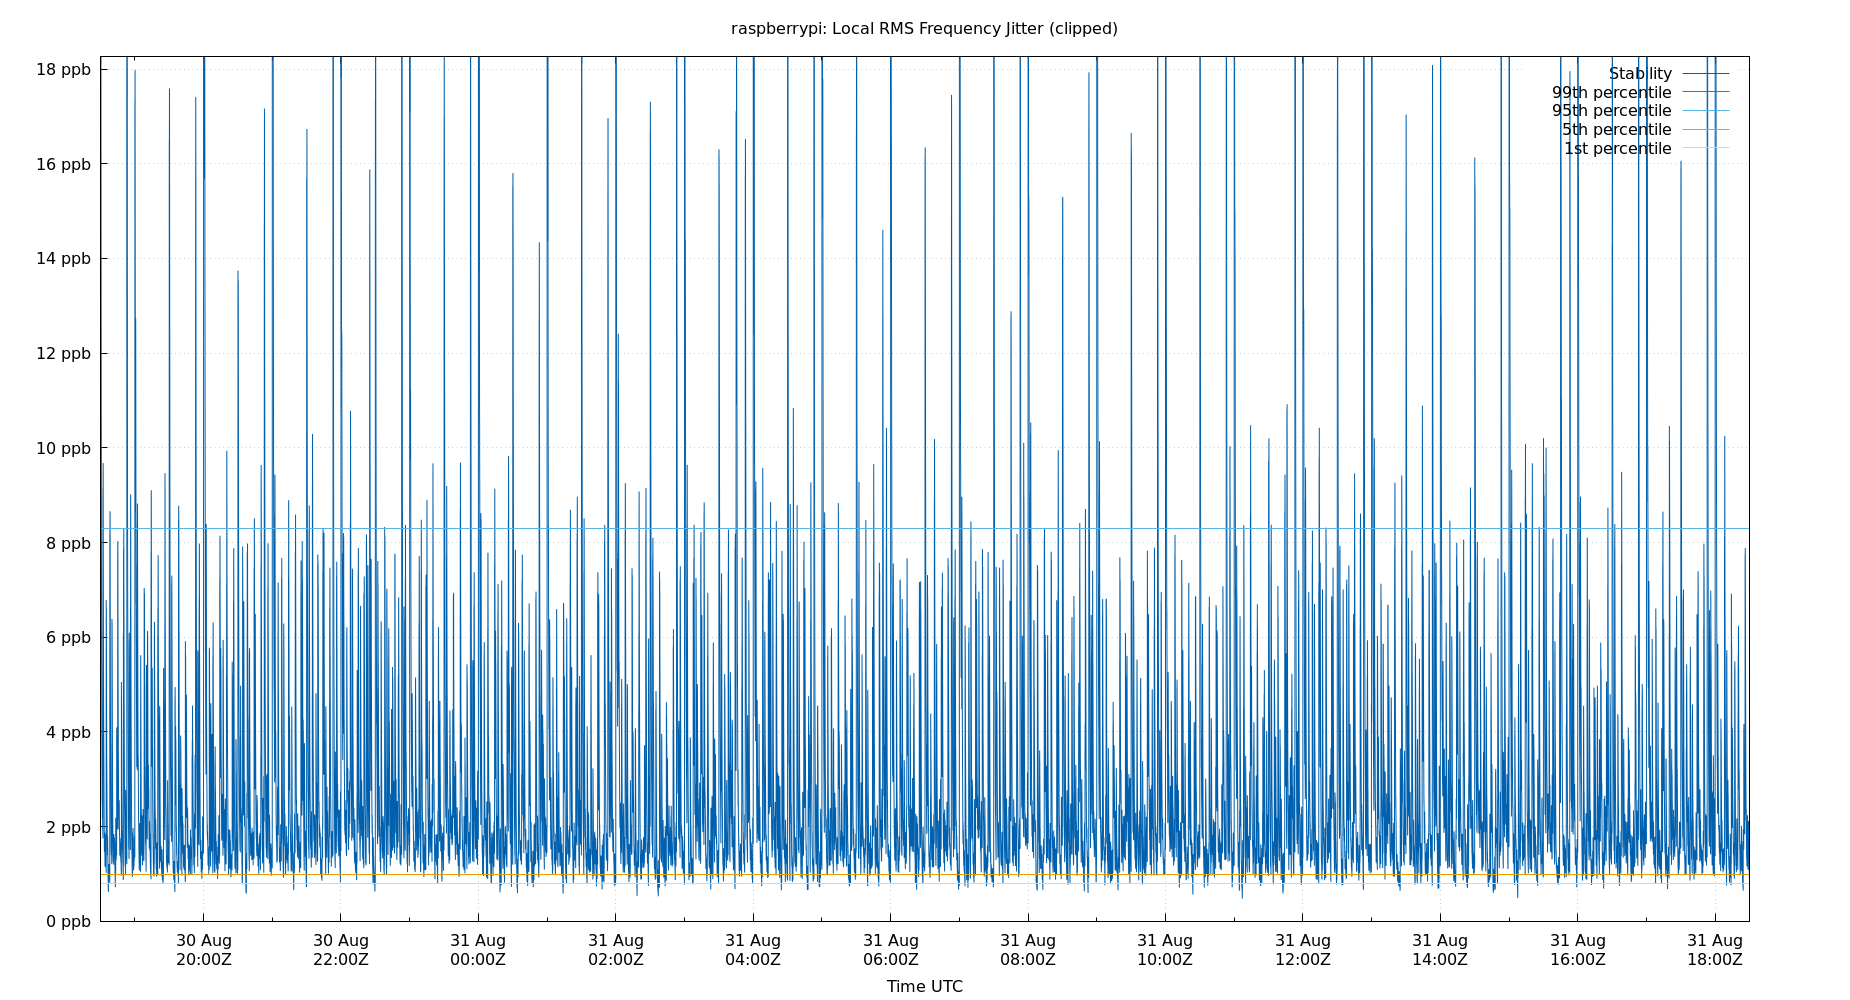 raspberrypi: Local RMS Frequency Jitter (clipped)
18 ppb
16 ppb
14 ppb
12 ppb
10 ppb
8 ppb
6 ppb
4 ppb
2 ppb
0 ppb
Stability
99th percentile
95th percentile
5th percentile
1st percentile
30 Aug 30 Aug 31 Aug 31 Aug 31 Aug 31 Aug 31 Aug 31 Aug 31 Aug 31 Aug 31 Aug 31 Aug
20:00Z 22:00Z 00:00Z 02:00Z 04:00Z 06:00Z 08:00Z 10:00Z 12:00Z 14:00Z 16:00Z 18:00Z
Time UTC